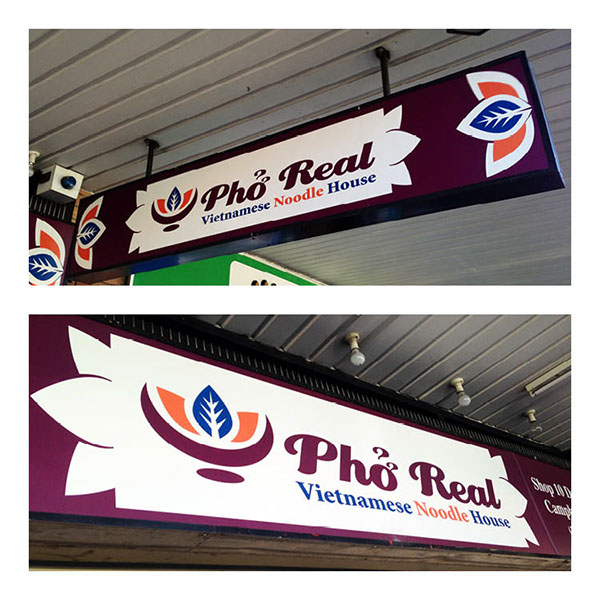 Phở Real
Vietnamese Noodle House
Phở Real
Vietnamese Noodle House
Shop 10